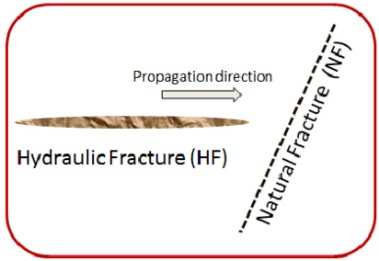 Propagation direction
Hydraulic Fracture (HF)
Natural Fracture (NF)